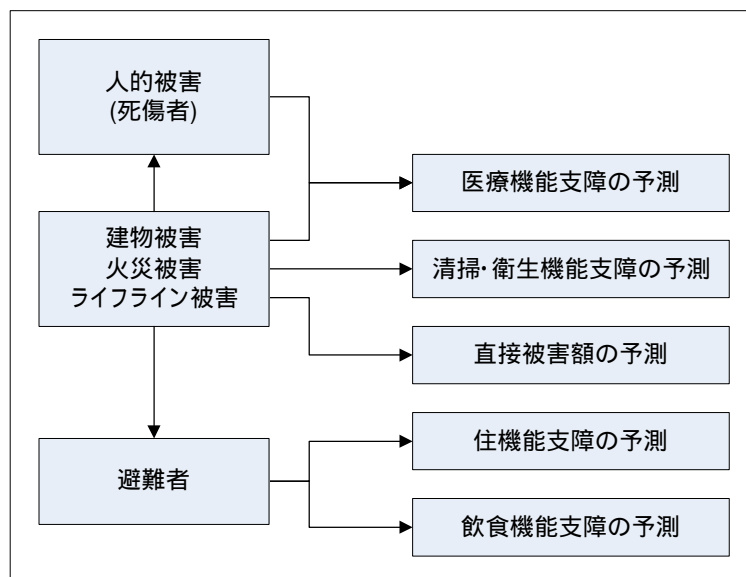 人的被害
(死傷者)
医療機能支障の予測
建物被害
火災被害
ライフライン被害
清掃・衛生機能支障の予測
直接被害額の予測
住機能支障の予測
避難者
飲食機能支障の予測